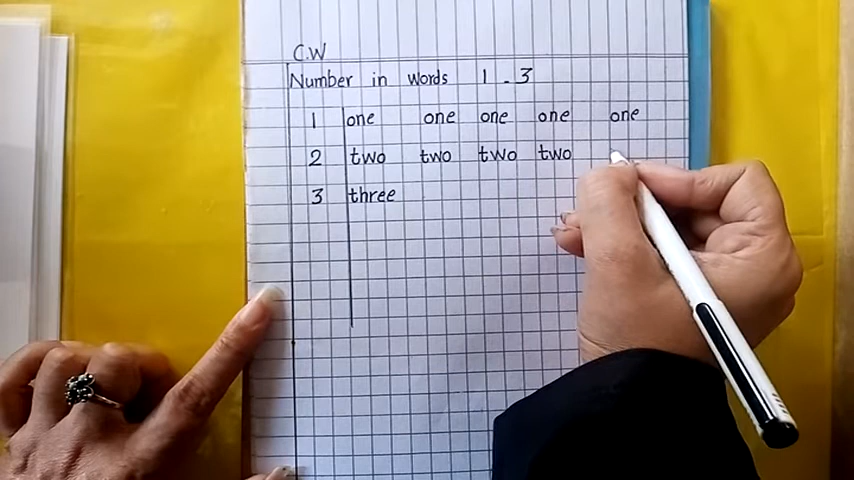 C.W
Number in words 1 - 3
1 one one one one one
2 two two two two
3 three